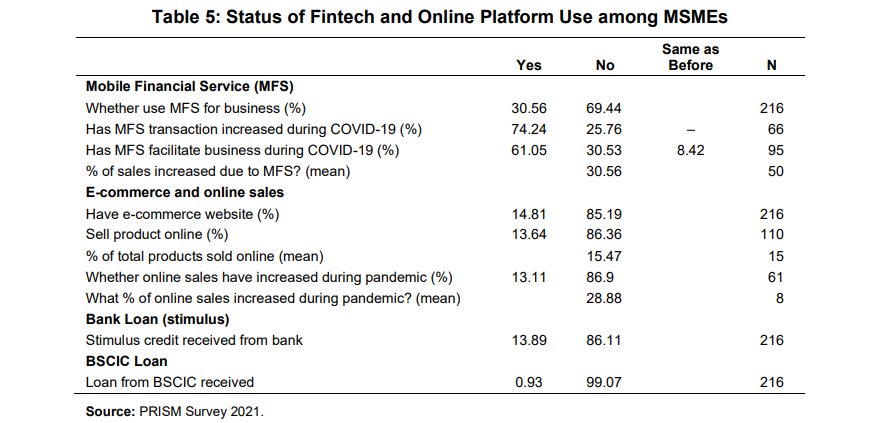 Table 5: Status of Fintech and Online Platform Use among MSMEs
Yes No Same as Before N
Mobile Financial Service (MFS)
Whether use MFS for business (%) 30.56 69.44 216
Has MFS transaction increased during COVID-19 (%) 74.24 25.76 – 66
Has MFS facilitate business during COVID-19 (%) 61.05 30.53 8.42 95
% of sales increased due to MFS? (mean) 30.56 50
E-commerce and online sales
Have e-commerce website (%) 14.81 85.19 216
Sell product online (%) 13.64 86.36 110
% of total products sold online (mean) 15.47 15
Whether online sales have increased during pandemic (%) 13.11 86.9 61
What % of online sales increased during pandemic? (mean) 28.88 8
Bank Loan (stimulus)
Stimulus credit received from bank 13.89 86.11 216
BSCIC Loan
Loan from BSCIC received 0.93 99.07 216
Source: PRISM Survey 2021.